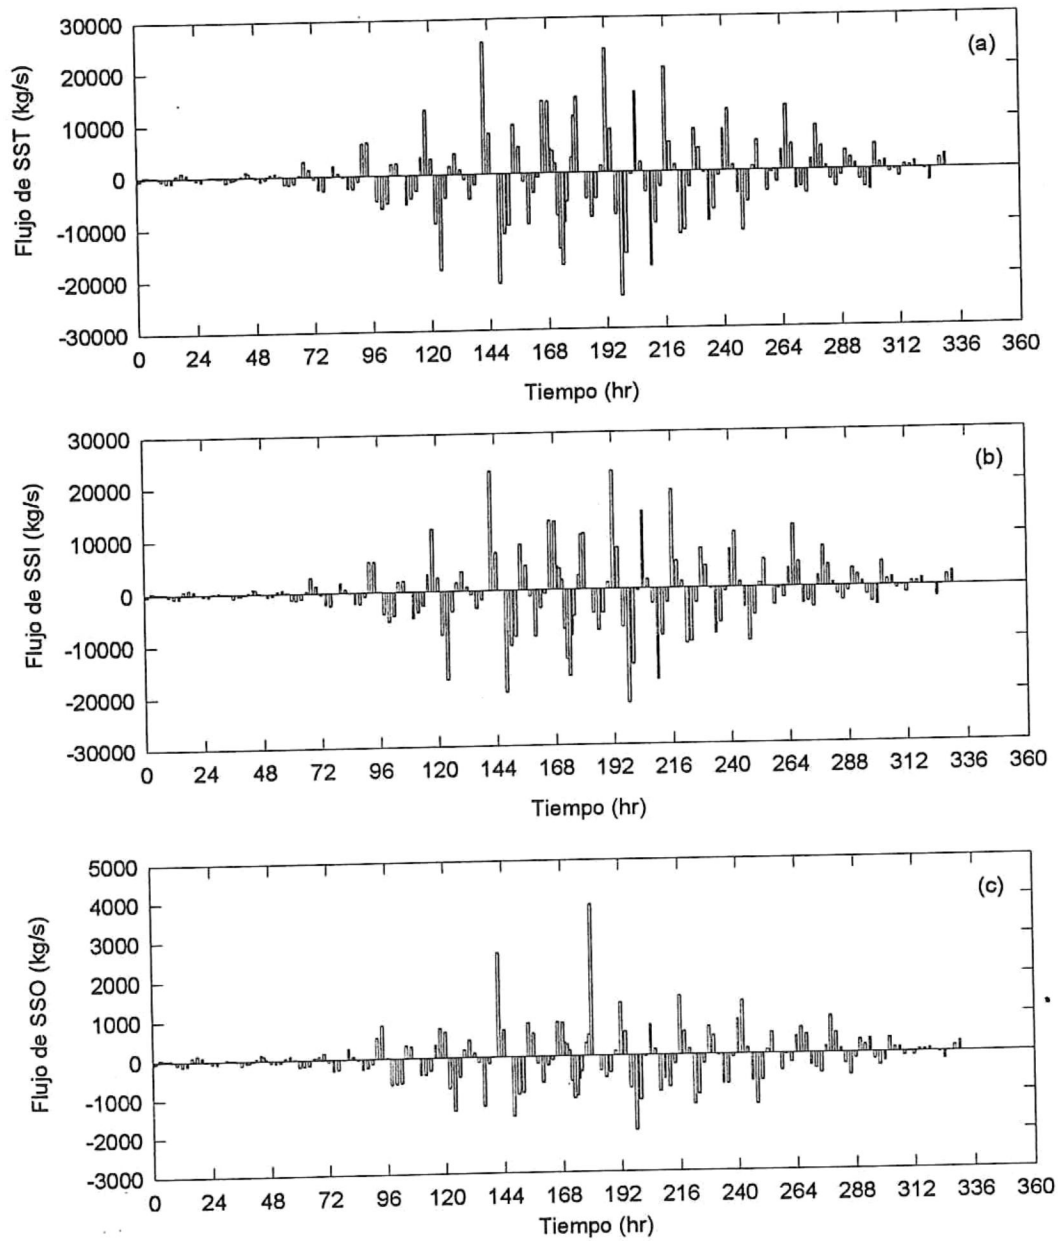 (a)
Flujo de SST (kg/s)
30000
20000
10000
0
-10000
-20000
-30000
0 24 48 72 96 120 144 168 192 216 240 264 288 312 336 360
Tiempo (hr)
(b)
Flujo de SSI (kg/s)
30000
20000
10000
0
-10000
-20000
-30000
0 24 48 72 96 120 144 168 192 216 240 264 288 312 336 360
Tiempo (hr)
(c)
Flujo de SSO (kg/s)
5000
4000
3000
2000
1000
0
-1000
-2000
-3000
0 24 48 72 96 120 144 168 192 216 240 264 288 312 336 360
Tiempo (hr)